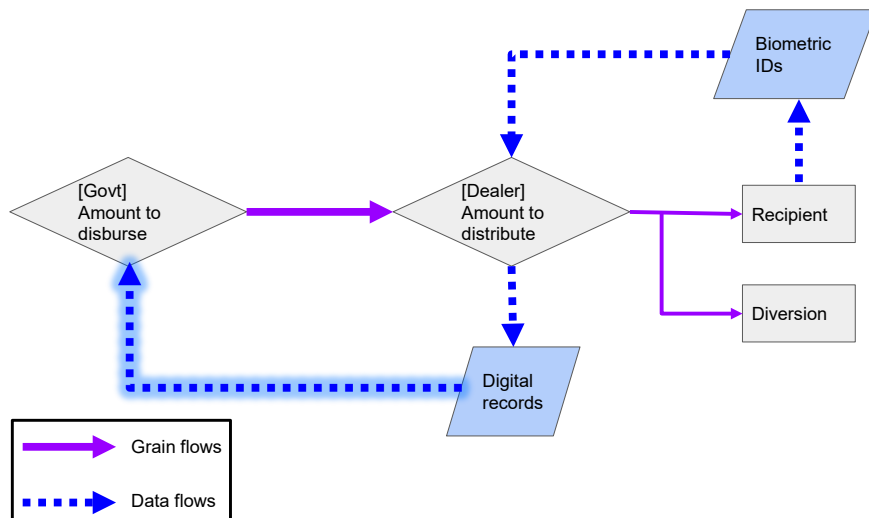 Biometric
IDs
[Govt]
Amount to
disburse
[Dealer]
Amount to
distribute
Recipient
Diversion
Digital
records
Grain flows
Data flows